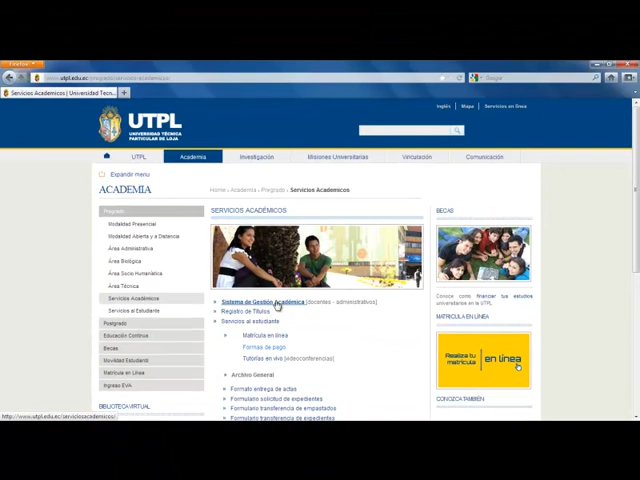 Firefox
www.utpl.edu.ec/pregrado/servicios-academicos/
Google
Servicios Academicos | Universidad Tecn...
Inglés | Mapa | Servicios en línea
UTPL
UNIVERSIDAD TÉCNICA
PARTICULAR DE LOJA
UTPL
Academia
Investigación
Misiones Universitarias
Vinculación
Comunicación
Expandir menu
ACADEMIA
Home › Academia › Pregrado › Servicios Academicos
Pregrado
Modalidad Presencial
Modalidad Abierta y a Distancia
Área Administrativa
Área Biológica
Área Socio Humanística
Área Técnica
Servicios Académicos
Servicios al Estudiante
Postgrado
Educación Continua
Becas
Movilidad Estudiantil
Matrícula en Línea
Ingreso EVA
BIBLIOTECA VIRTUAL
SERVICIOS ACADÉMICOS
Sistema de Gestión Académica [docentes - administrativos]
Registro de Títulos
Servicios al estudiante
Matrícula en línea
Formas de pago
Tutorías en vivo [videoconferencias]
Archivo General
Formato entrega de actas
Formulario solicitud de expedientes
Formulario transferencia de empastados
Formulario transferencia de expedientes
BECAS
Conoce como financiar tus estudios
universitarios en la UTPL
MATRICULA EN LÍNEA
Realiza tu
matrícula
en línea
CONOZCA TAMBIÉN
http://www.utpl.edu.ec/serviciosacademicos/